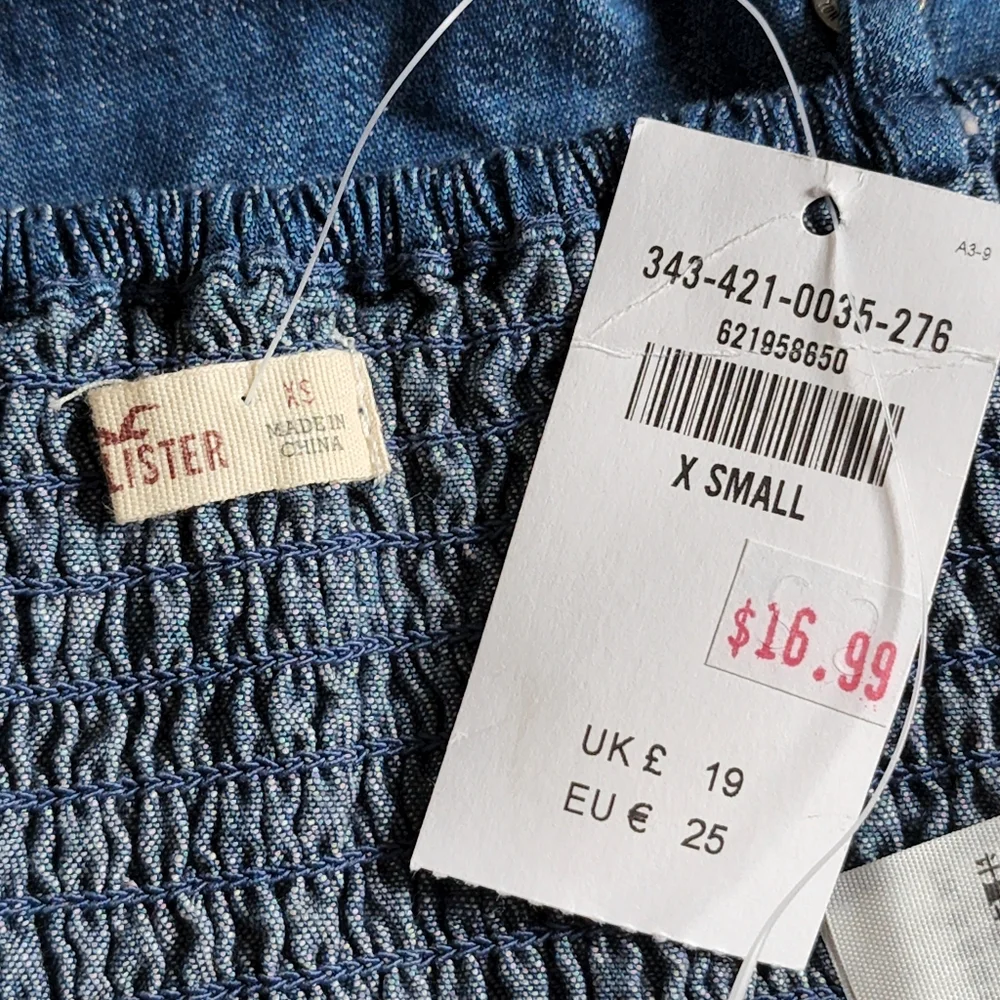 LISTER
XS
MADE IN
CHINA
A3-9
343-421-0035-276
621958650
X SMALL
$16.99
UK £ 19
EU € 25